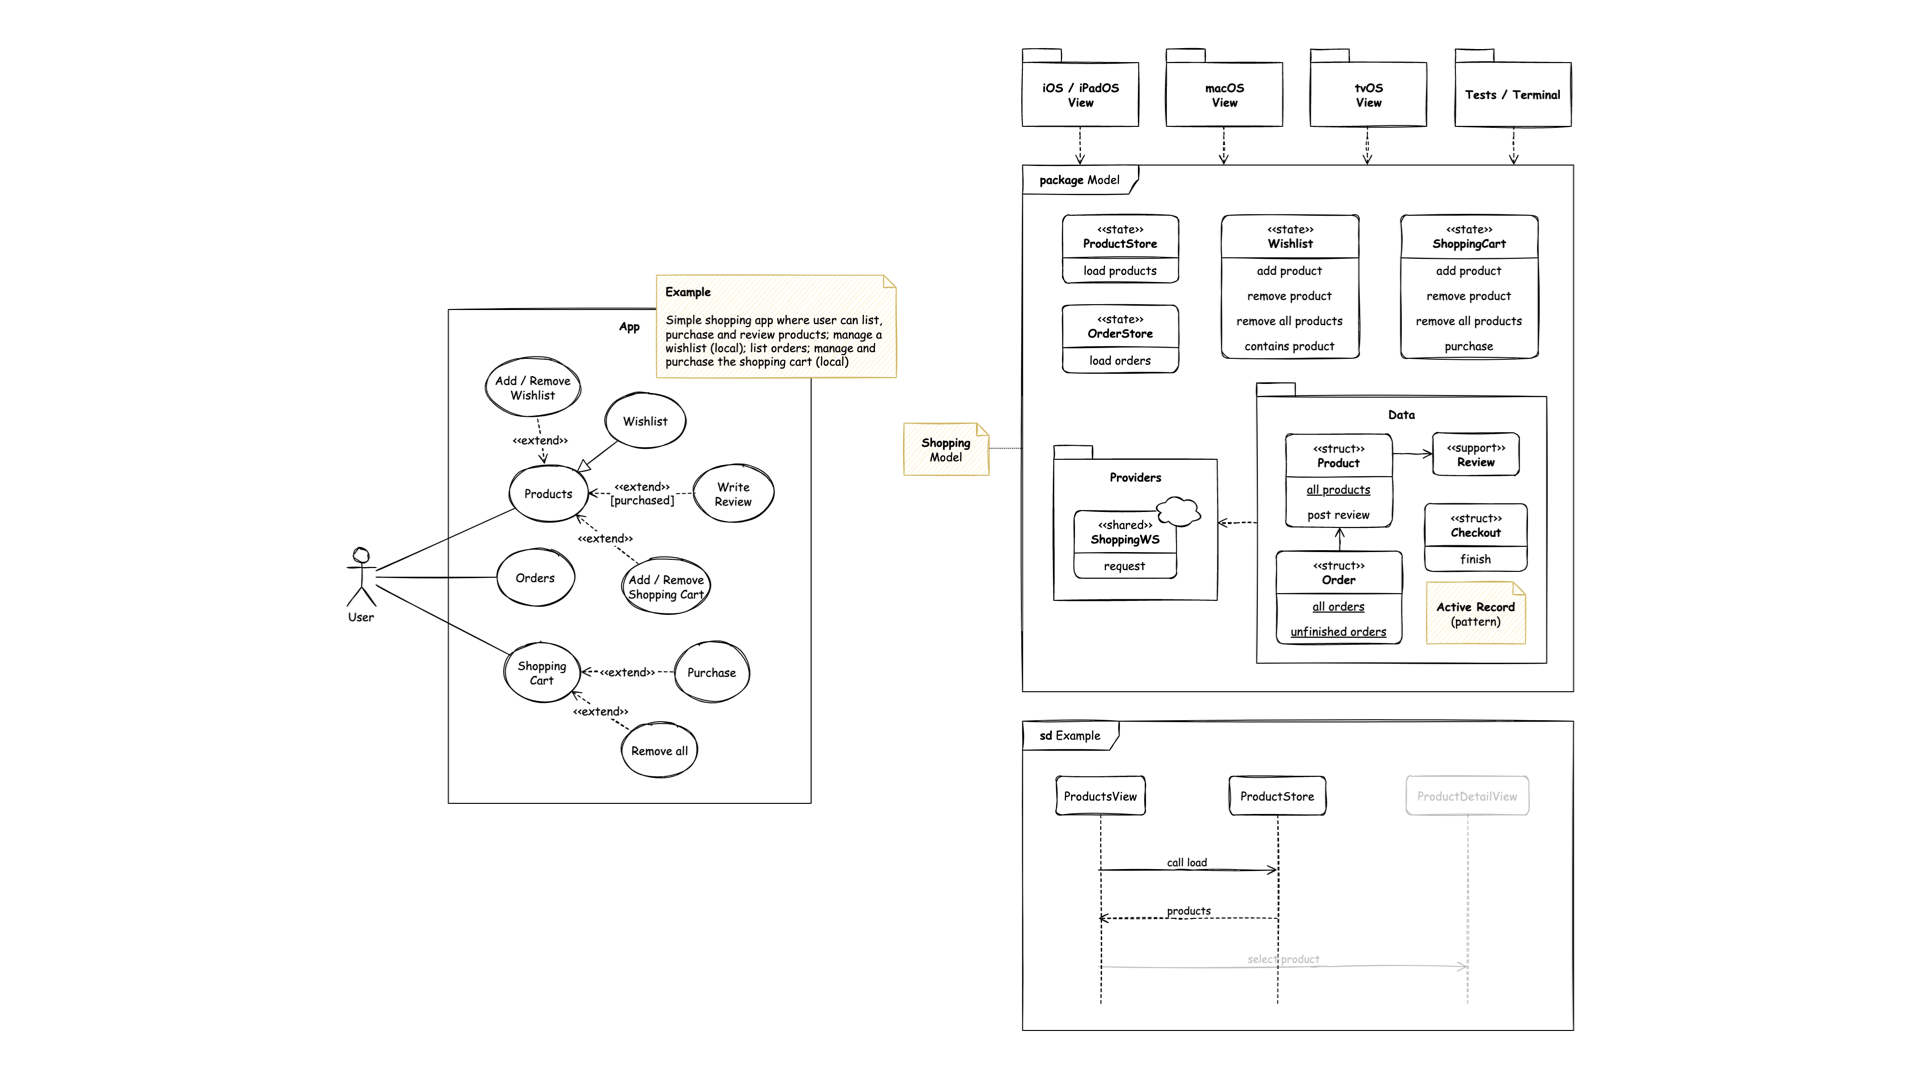 Example
Simple shopping app where user can list,
purchase and review products; manage a
wishlist (local); list orders; manage and
purchase the shopping cart (local)
App
Add / Remove
Wishlist
Wishlist
<<extend>>
Products
<<extend>>
[purchased]
Write
Review
<<extend>>
User
Orders
Add / Remove
Shopping Cart
Shopping
Cart
<<extend>>
Purchase
<<extend>>
Remove all
iOS / iPadOS
View
macOS
View
tvOS
View
Tests / Terminal
package Model
<<state>>
ProductStore
load products
<<state>>
Wishlist
add product
remove product
remove all products
contains product
<<state>>
ShoppingCart
add product
remove product
remove all products
purchase
<<state>>
OrderStore
load orders
Shopping
Model
Providers
<<shared>>
ShoppingWS
request
Data
<<struct>>
Product
all products
post review
<<support>>
Review
<<struct>>
Checkout
finish
<<struct>>
Order
all orders
unfinished orders
Active Record
(pattern)
sd Example
ProductsView
ProductStore
ProductDetailView
call load
products
select product